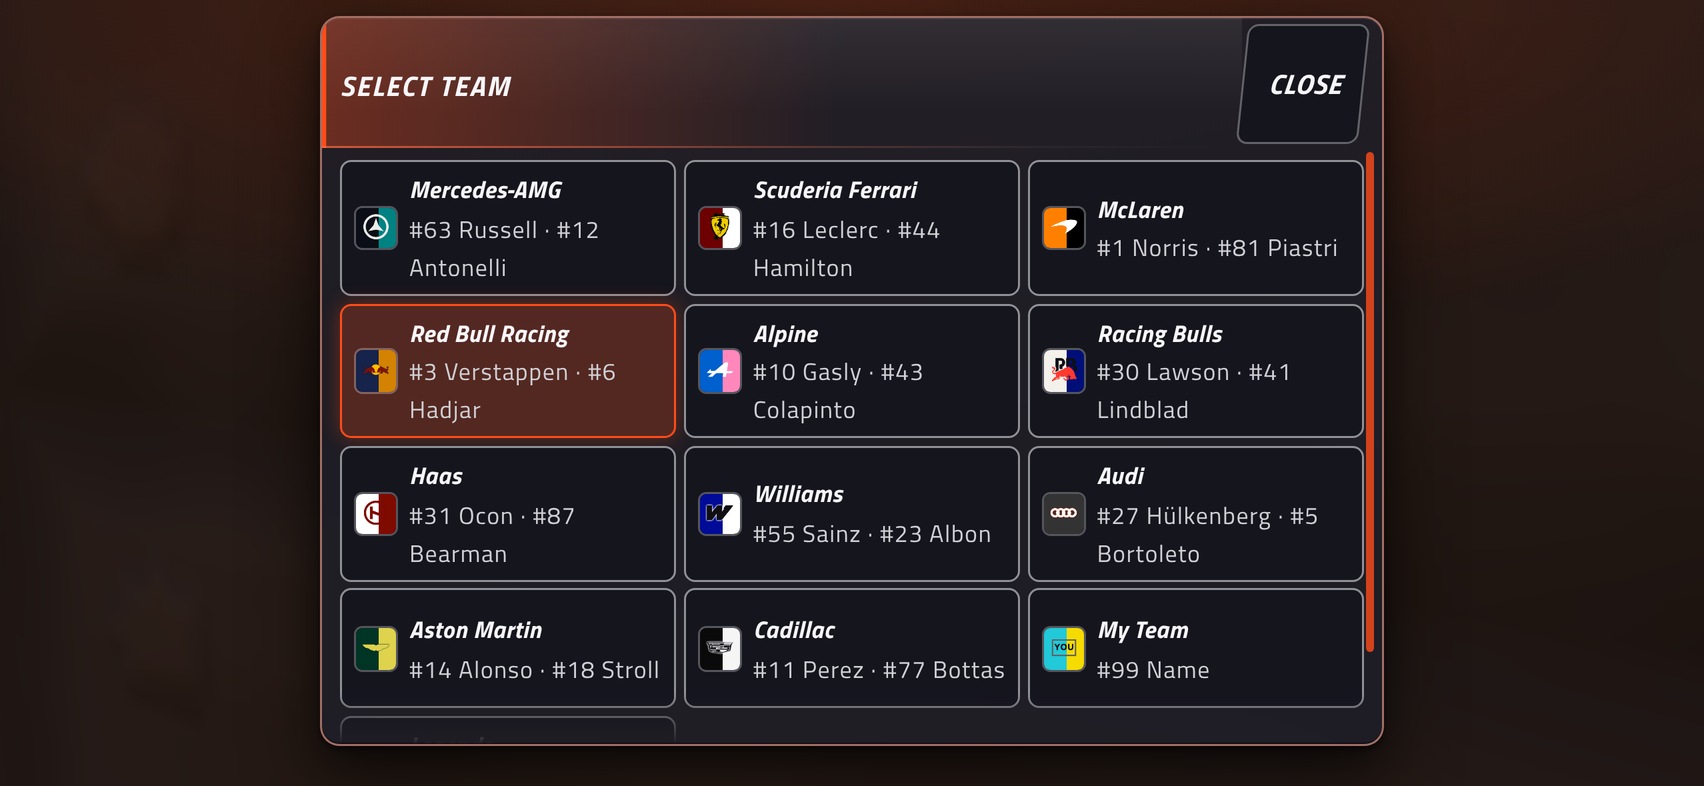 SELECT TEAM
CLOSE
Mercedes-AMG
#63 Russell · #12
Antonelli
Scuderia Ferrari
#16 Leclerc · #44
Hamilton
McLaren
#1 Norris · #81 Piastri
Red Bull Racing
#3 Verstappen · #6
Hadjar
Alpine
#10 Gasly · #43
Colapinto
Racing Bulls
#30 Lawson · #41
Lindblad
Haas
#31 Ocon · #87
Bearman
Williams
#55 Sainz · #23 Albon
Audi
#27 Hülkenberg · #5
Bortoleto
Aston Martin
#14 Alonso · #18 Stroll
Cadillac
#11 Perez · #77 Bottas
YOU
My Team
#99 Name